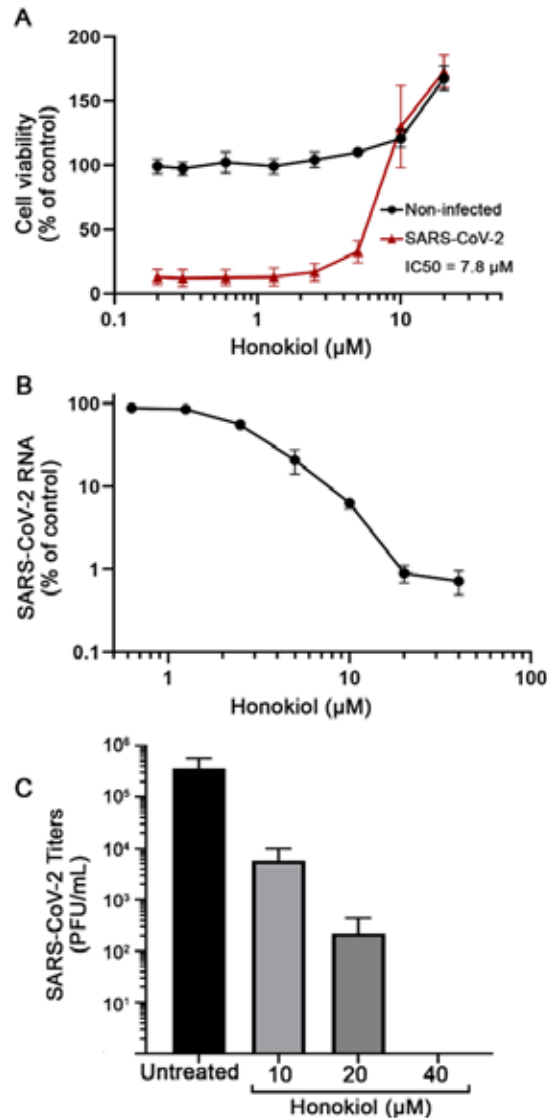 A
Cell viability
(% of control)
200
150
100
50
0
Non-infected
SARS-CoV-2
IC50 = 7.8 µM
0.1
1
10
Honokiol (µM)
B
SARS-CoV-2 RNA
(% of control)
100
10
1
0.1
1
10
100
Honokiol (µM)
C
SARS-CoV-2 Titers
(PFU/mL)
10⁶
10⁵
10⁴
10³
10²
10¹
Untreated
10
20
40
Honokiol (µM)